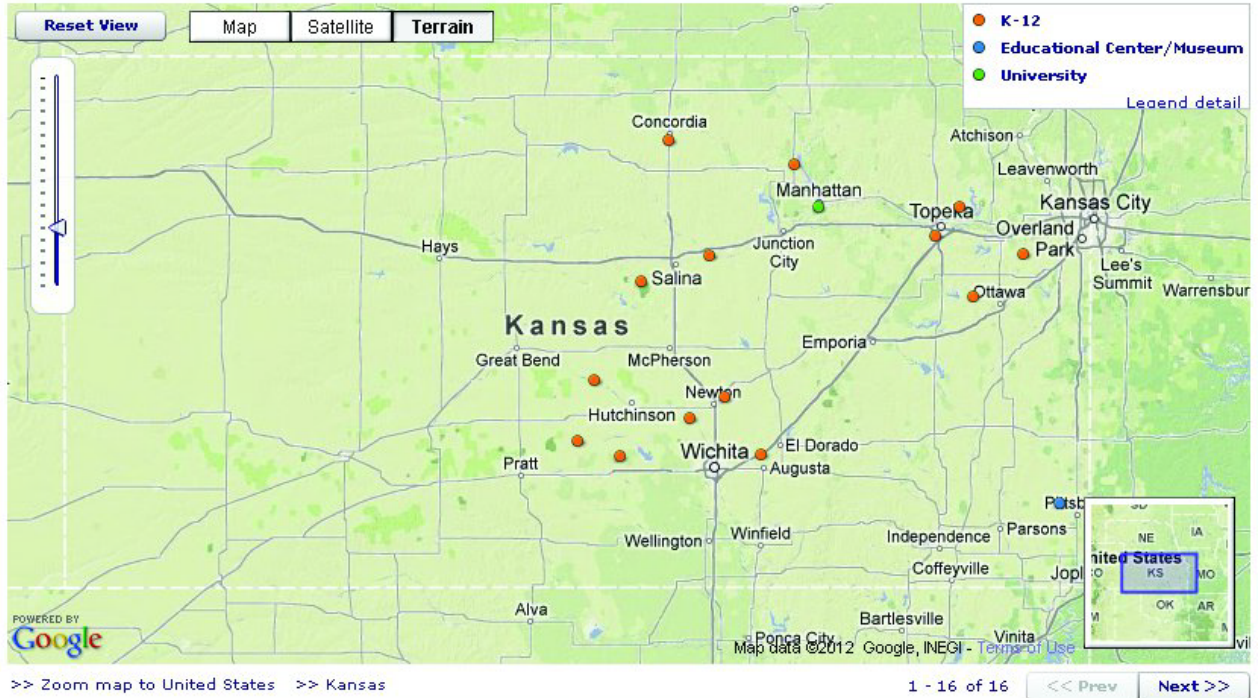 Reset View
Map
Satellite
Terrain
K-12
Educational Center/Museum
University
Legend detail
Concordia
Atchison
Leavenworth
Manhattan
Kansas City
Topeka
Overland
Park
Hays
Junction
City
Lee's
Summit
Salina
Ottawa
Warrensbur
Kansas
Emporia
Great Bend
McPherson
Newton
Hutchinson
Wichita
El Dorado
Pratt
Augusta
Pittsb
Winfield
Parsons
Wellington
Independence
Coffeyville
Jopl
SD
NE
IA
nited States
CO
KS
MO
OK
AR
M
Alva
Bartlesville
POWERED BY
Google
Ponca City
Vinita
vil
Map data ©2012 Google, INEGI - Terms of Use
>> Zoom map to United States >> Kansas
1 - 16 of 16
<< Prev
Next >>